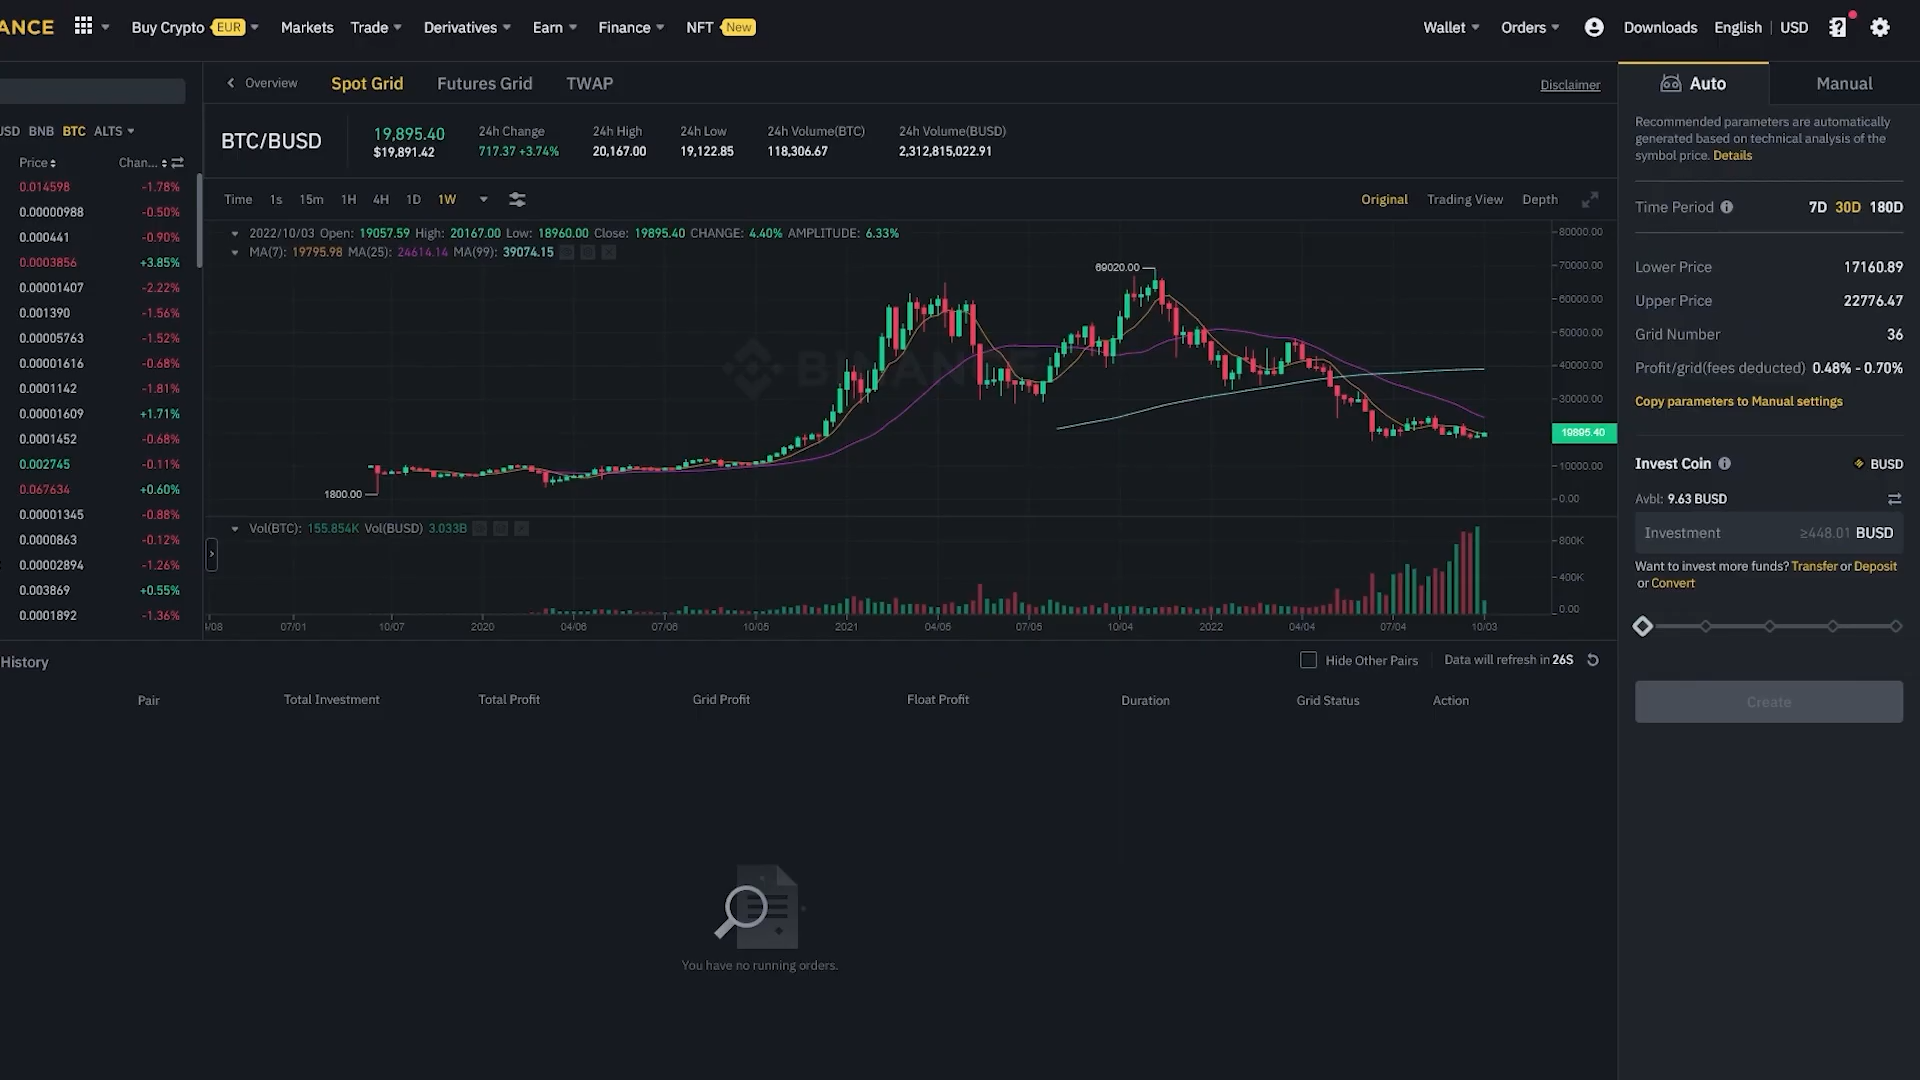 ANCE Buy Crypto EUR Markets Trade Derivatives Earn Finance NFT New Wallet Orders Downloads English USD
Overview Spot Grid Futures Grid TWAP Disclaimer
BNB BTC ALTS
Price Chan...
0.014598 -1.78%
0.00000988 -0.50%
0.000441 -0.90%
0.0003856 +3.85%
0.00001407 -2.22%
0.001390 -1.56%
0.00005763 -1.52%
0.00001616 -0.68%
0.0001142 -1.81%
0.00001609 +1.71%
0.0001452 -0.68%
0.002745 -0.11%
0.067634 +0.60%
0.00001345 -0.88%
0.0000863 -0.12%
0.00002894 -1.26%
0.003869 +0.55%
0.0001892 -1.36%
BTC/BUSD
19,895.40
$19,891.42
24h Change
717.37 +3.74%
24h High
20,167.00
24h Low
19,122.85
24h Volume(BTC)
118,306.67
24h Volume(BUSD)
2,312,815,022.91
Time 1s 15m 1H 4H 1D 1W Original Trading View Depth
2022/10/03 Open: 19057.59 High: 20167.00 Low: 18960.00 Close: 19895.40 CHANGE: 4.40% AMPLITUDE: 6.33%
MA(7): 19795.98 MA(25): 24614.14 MA(99): 39074.15
80000.00
70000.00
60000.00
50000.00
40000.00
30000.00
19895.40
10000.00
0.00
69020.00
BINANCE
1800.00
Vol(BTC): 155.854K Vol(BUSD) 3.033B
800K
400K
0.00
/08 07/01 10/07 2020 04/06 07/06 10/05 2021 04/05 07/05 10/04 2022 04/04 07/04 10/03
History Hide Other Pairs Data will refresh in 26S
Pair Total Investment Total Profit Grid Profit Float Profit Duration Grid Status Action
You have no running orders.
Auto Manual
Recommended parameters are automatically
generated based on technical analysis of the
symbol price. Details
Time Period 7D 30D 180D
Lower Price 17160.89
Upper Price 22776.47
Grid Number 36
Profit/grid(fees deducted) 0.48% - 0.70%
Copy parameters to Manual settings
Invest Coin BUSD
Avbl: 9.63 BUSD
Investment ≥448.01 BUSD
Want to invest more funds? Transfer or Deposit
or Convert
Create